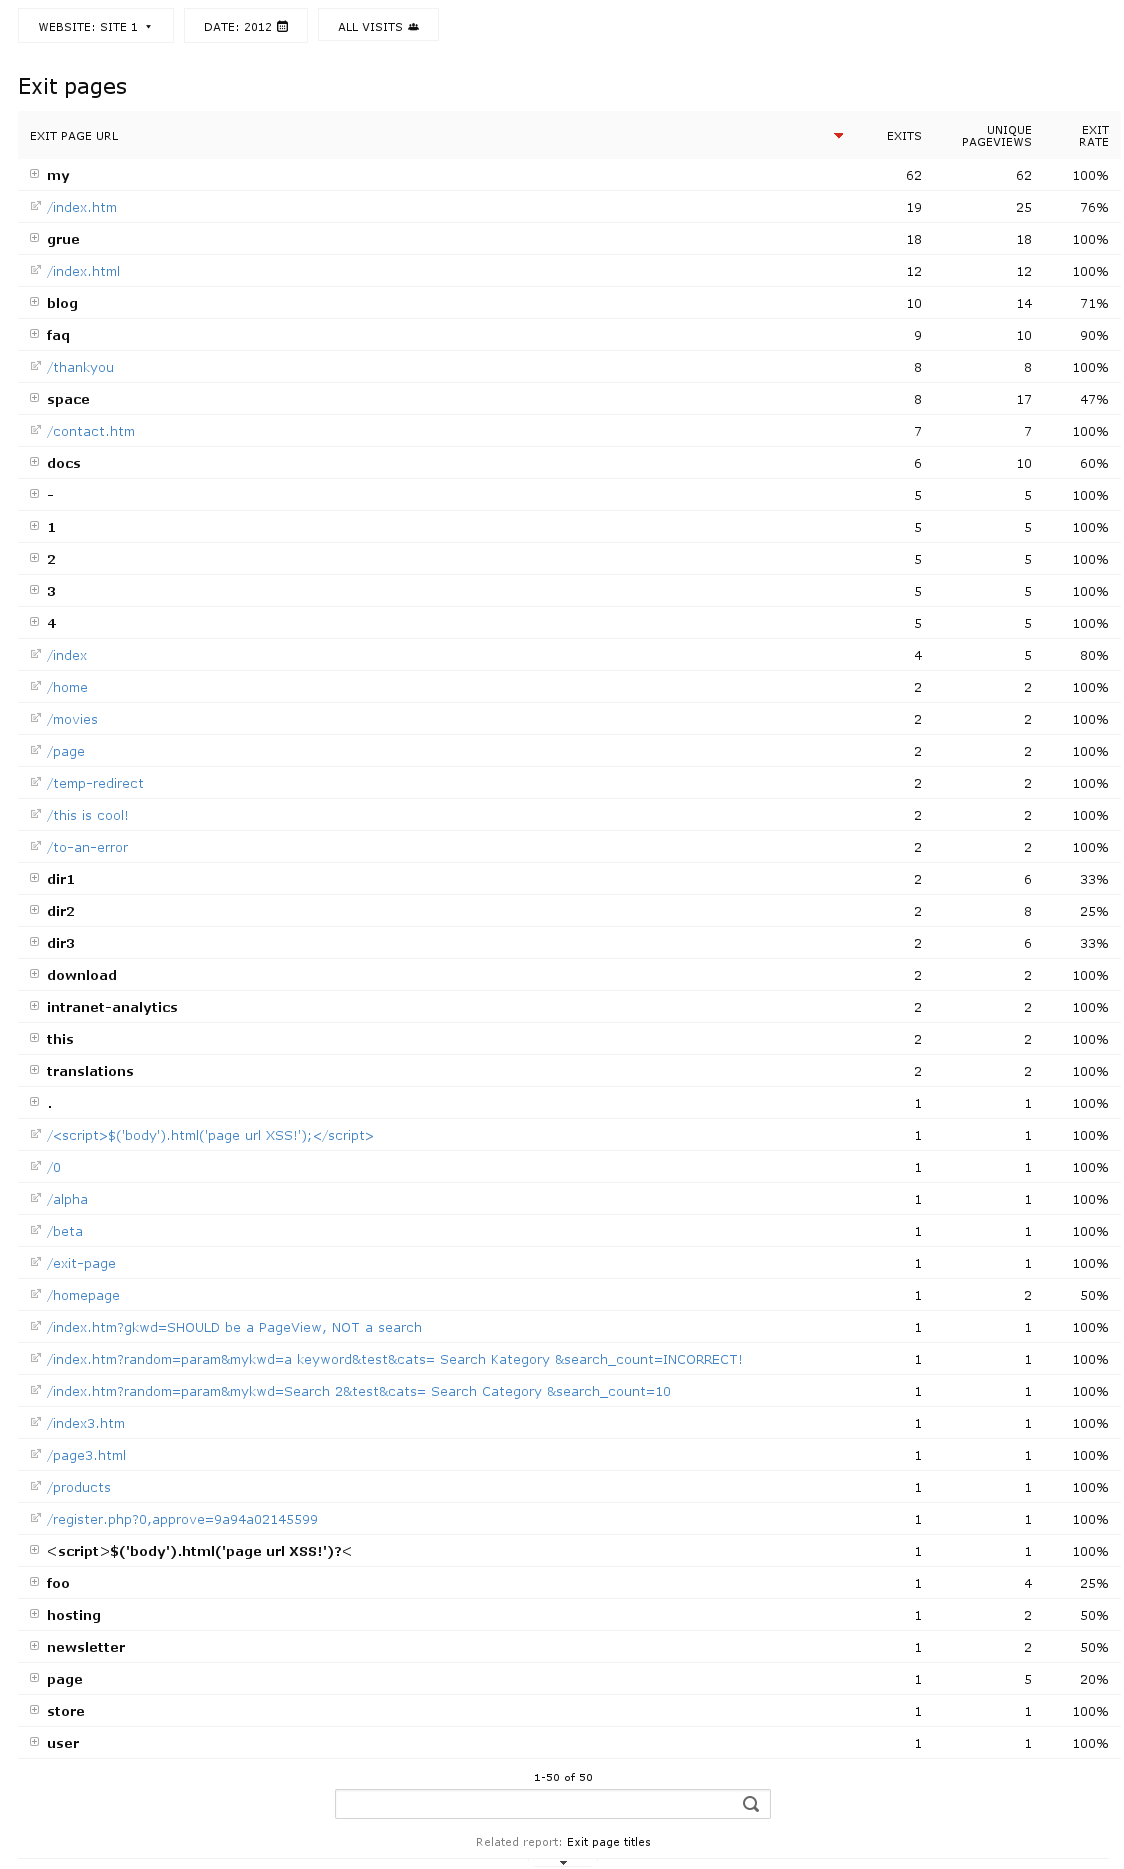 WEBSITE: SITE 1 DATE: 2012 ALL VISITS
Exit pages
EXIT PAGE URL EXITS UNIQUE PAGEVIEWS EXIT RATE
my 62 62 100%
/index.htm 19 25 76%
grue 18 18 100%
/index.html 12 12 100%
blog 10 14 71%
faq 9 10 90%
/thankyou 8 8 100%
space 8 17 47%
/contact.htm 7 7 100%
docs 6 10 60%
- 5 5 100%
1 5 5 100%
2 5 5 100%
3 5 5 100%
4 5 5 100%
/index 4 5 80%
/home 2 2 100%
/movies 2 2 100%
/page 2 2 100%
/temp-redirect 2 2 100%
/this is cool! 2 2 100%
/to-an-error 2 2 100%
dir1 2 6 33%
dir2 2 8 25%
dir3 2 6 33%
download 2 2 100%
intranet-analytics 2 2 100%
this 2 2 100%
translations 2 2 100%
. 1 1 100%
/<script>$('body').html('page url XSS!');</script> 1 1 100%
/0 1 1 100%
/alpha 1 1 100%
/beta 1 1 100%
/exit-page 1 1 100%
/homepage 1 2 50%
/index.htm?gkwd=SHOULD be a PageView, NOT a search 1 1 100%
/index.htm?random=param&mykwd=a keyword&test&cats= Search Kategory &search_count=INCORRECT! 1 1 100%
/index.htm?random=param&mykwd=Search 2&test&cats= Search Category &search_count=10 1 1 100%
/index3.htm 1 1 100%
/page3.html 1 1 100%
/products 1 1 100%
/register.php?0,approve=9a94a02145599 1 1 100%
<script>$('body').html('page url XSS!')?< 1 1 100%
foo 1 4 25%
hosting 1 2 50%
newsletter 1 2 50%
page 1 5 20%
store 1 1 100%
user 1 1 100%
1-50 of 50
Related report: Exit page titles